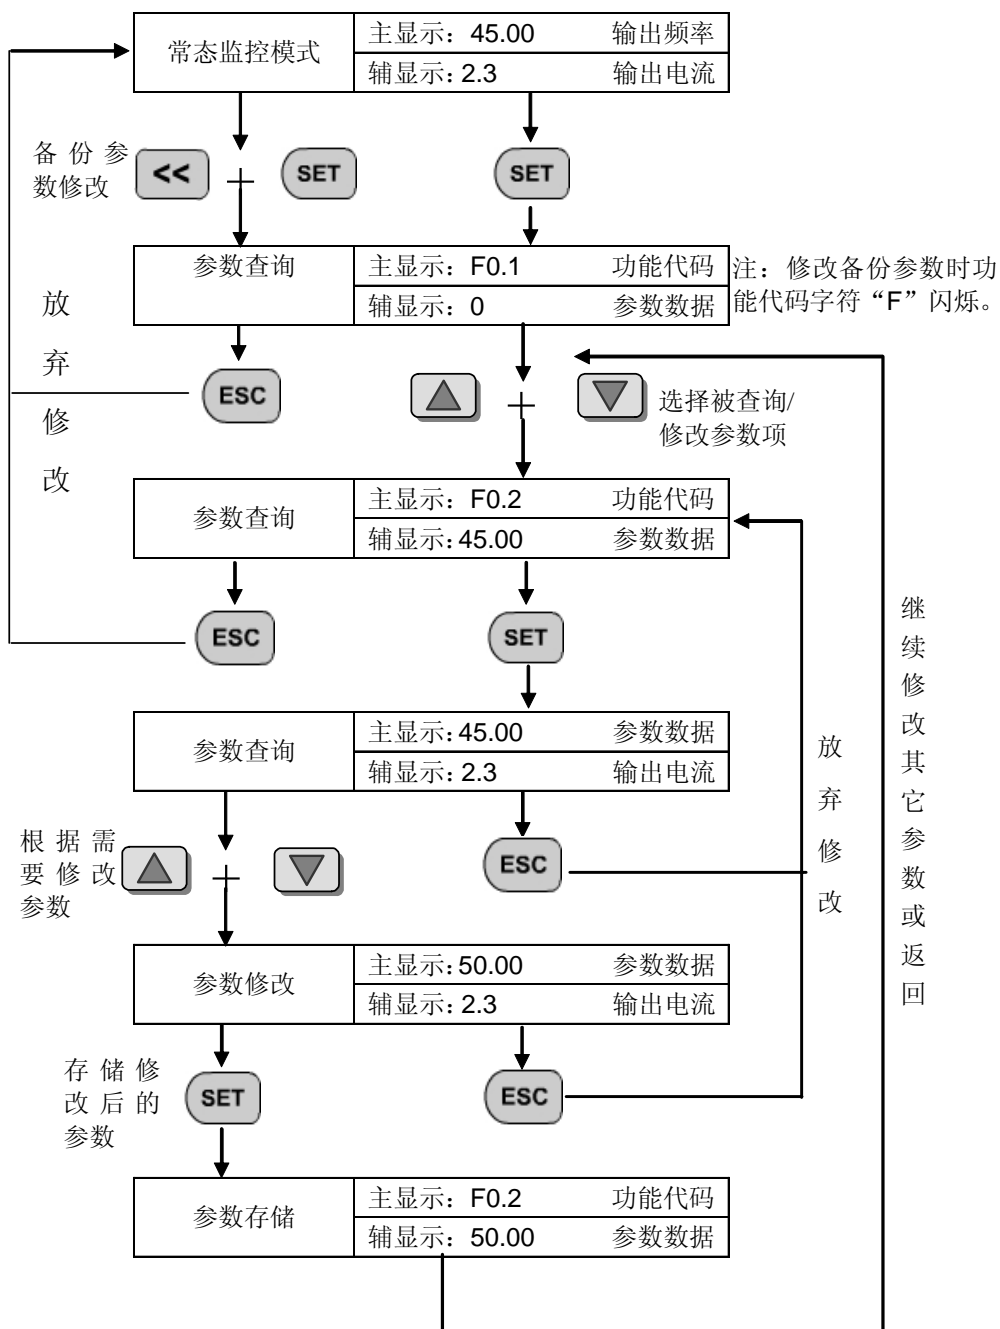 常态监控模式
主显示：45.00 输出频率
辅显示：2.3 输出电流
备份参
数修改
<<
SET
SET
参数查询
主显示：F0.1 功能代码
辅显示：0 参数数据
注：修改备份参数时功
能代码字符“F”闪烁。
放弃修改
ESC
选择被查询/
修改参数项
参数查询
主显示：F0.2 功能代码
辅显示：45.00 参数数据
ESC
SET
参数查询
主显示：45.00 参数数据
辅显示：2.3 输出电流
根据需
要修改
参数
ESC
放弃修改
继续修改其它参数或返回
参数修改
主显示：50.00 参数数据
辅显示：2.3 输出电流
存储修
改后的
参数
SET
ESC
参数存储
主显示：F0.2 功能代码
辅显示：50.00 参数数据